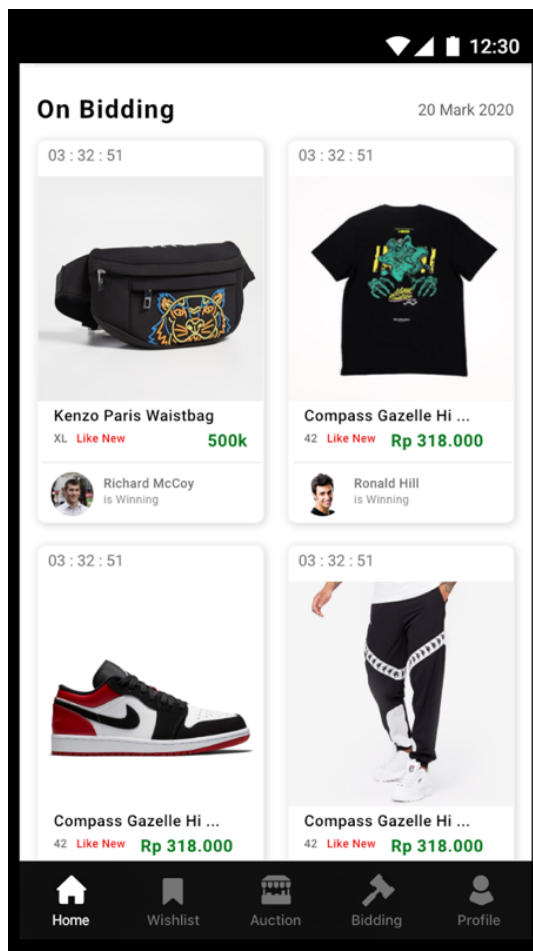 12:30
On Bidding
20 Mark 2020
03 : 32 : 51
03 : 32 : 51
Kenzo Paris Waistbag
XL Like New 500k
Richard McCoy
is Winning
Compass Gazelle Hi ...
42 Like New Rp 318.000
Ronald Hill
is Winning
03 : 32 : 51
03 : 32 : 51
Compass Gazelle Hi ...
42 Like New Rp 318.000
Compass Gazelle Hi ...
42 Like New Rp 318.000
Home
Wishlist
Auction
Bidding
Profile